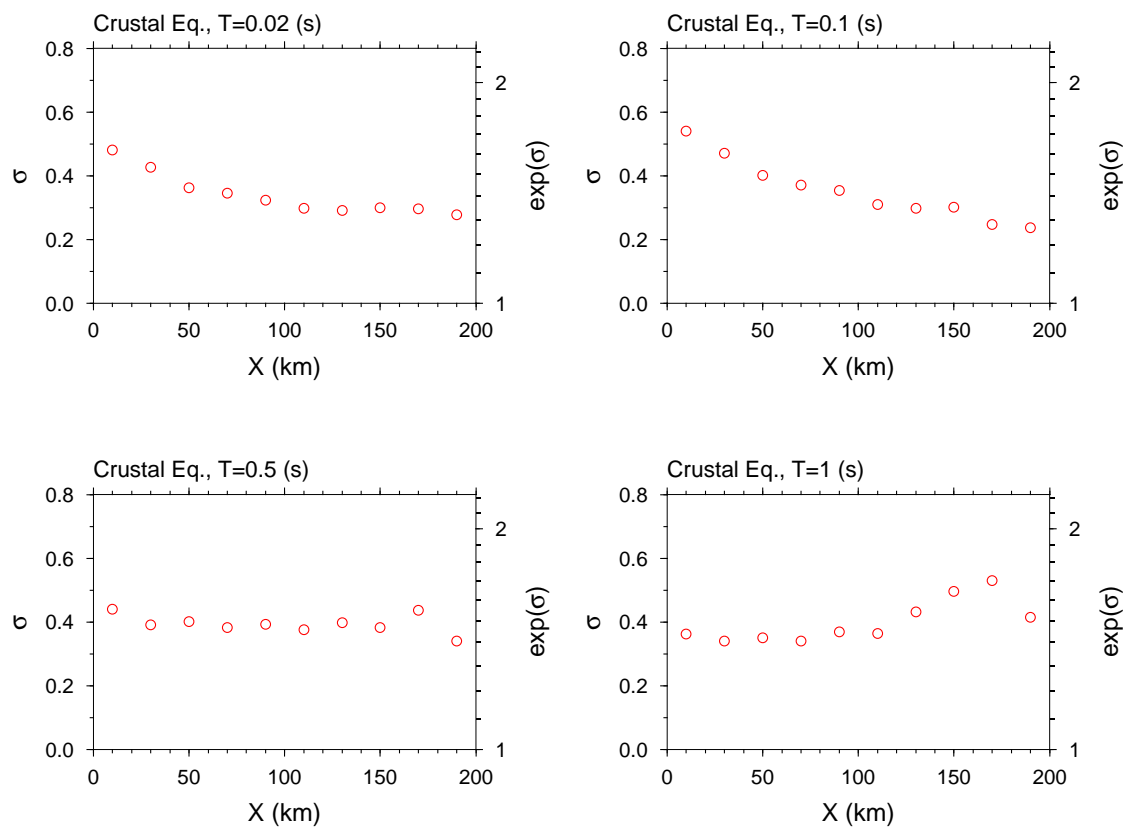 Crustal Eq., T=0.02 (s)
0.8
0.6
0.4
0.2
0.0
σ
2
1
exp(σ)
0 50 100 150 200
X (km)
Crustal Eq., T=0.1 (s)
0.8
0.6
0.4
0.2
0.0
σ
2
1
exp(σ)
0 50 100 150 200
X (km)
Crustal Eq., T=0.5 (s)
0.8
0.6
0.4
0.2
0.0
σ
2
1
exp(σ)
0 50 100 150 200
X (km)
Crustal Eq., T=1 (s)
0.8
0.6
0.4
0.2
0.0
σ
2
1
exp(σ)
0 50 100 150 200
X (km)